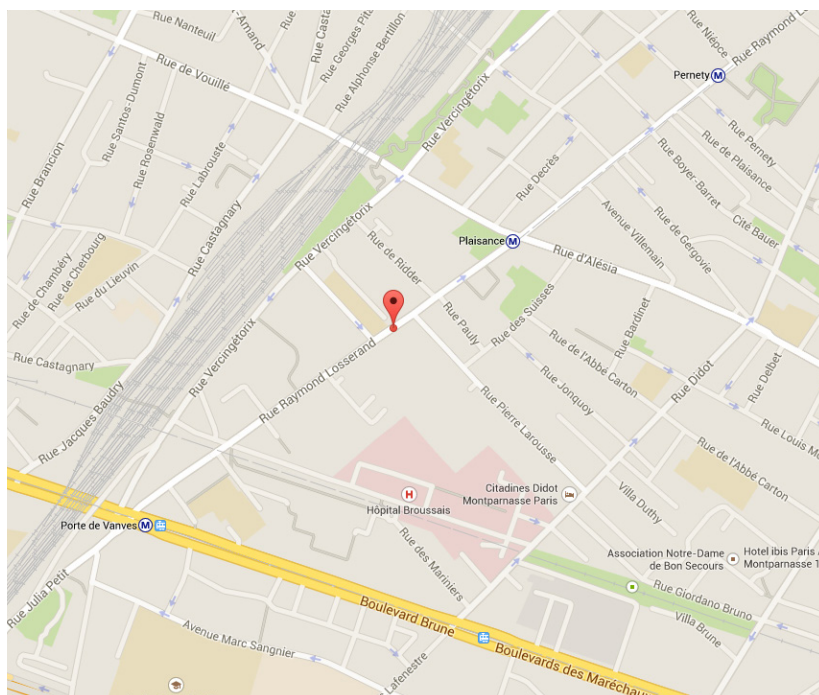 Rue Nanteuil
-Amand
Rue Casta
Rue Georges Pit
Rue Alphonse Bertillon
Rue de Vouillé
Rue Niépce
Rue Raymond Lo
Pernety
M
Rue Santos-Dumont
Rue Rosenwald
Rue Labrouste
Rue Brancion
Rue Castagnary
Rue Vercingétorix
Rue Vercingétorix
Rue Decrès
Rue Boyer-Barret
Rue Pernety
Rue de Plaisance
Cité Bauer
Avenue Villemain
Rue de Gergovie
Plaisance
M
Rue d'Alésia
Rue de Ridder
Rue de Chambéry
Rue de Cherbourg
Rue du Lieuvin
Rue Pauly
Rue des Suisses
Rue Bardinet
Rue Vercingétorix
Rue Castagnary
Rue Raymond Losserand
Rue de l'Abbé Carton
Rue Didot
Rue Delbet
Rue Jonquoy
Rue Pierre Larousse
Rue Jacques Baudry
Rue Louis Mo
Rue de l'Abbé Carton
H
Hôpital Broussais
Citadines Didot
Montparnasse Paris
Villa Duthy
Porte de Vanves
M
Rue des Mariniers
Association Notre-Dame
de Bon Secours
Hotel ibis Paris A
Montparnasse 1
Rue Julia Petit
Rue Giordano Bruno
Villa Brune
Boulevard Brune
Avenue Marc Sangnier
Boulevards des Maréchau
Lafenestre